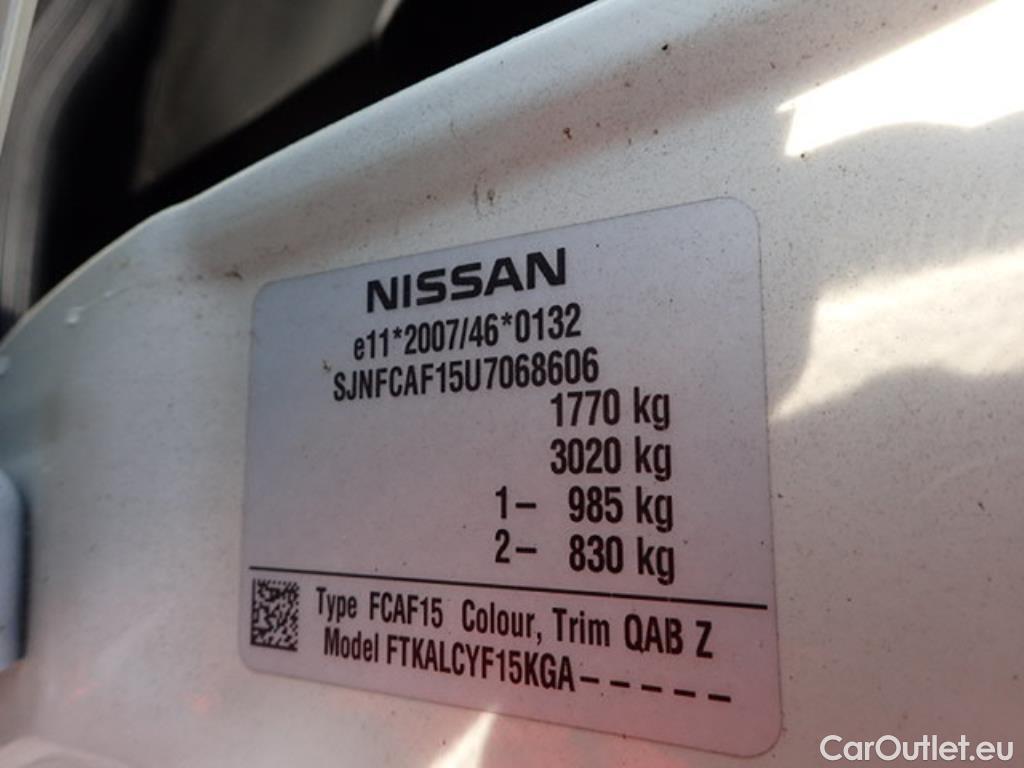 NISSAN
e11*2007/46*0132
SJNFCAF15U7068606
1770 kg
3020 kg
1– 985 kg
2– 830 kg
Type FCAF15 Colour, Trim QAB Z
Model FTKALCYF15KGA–––––
CarOutlet.eu